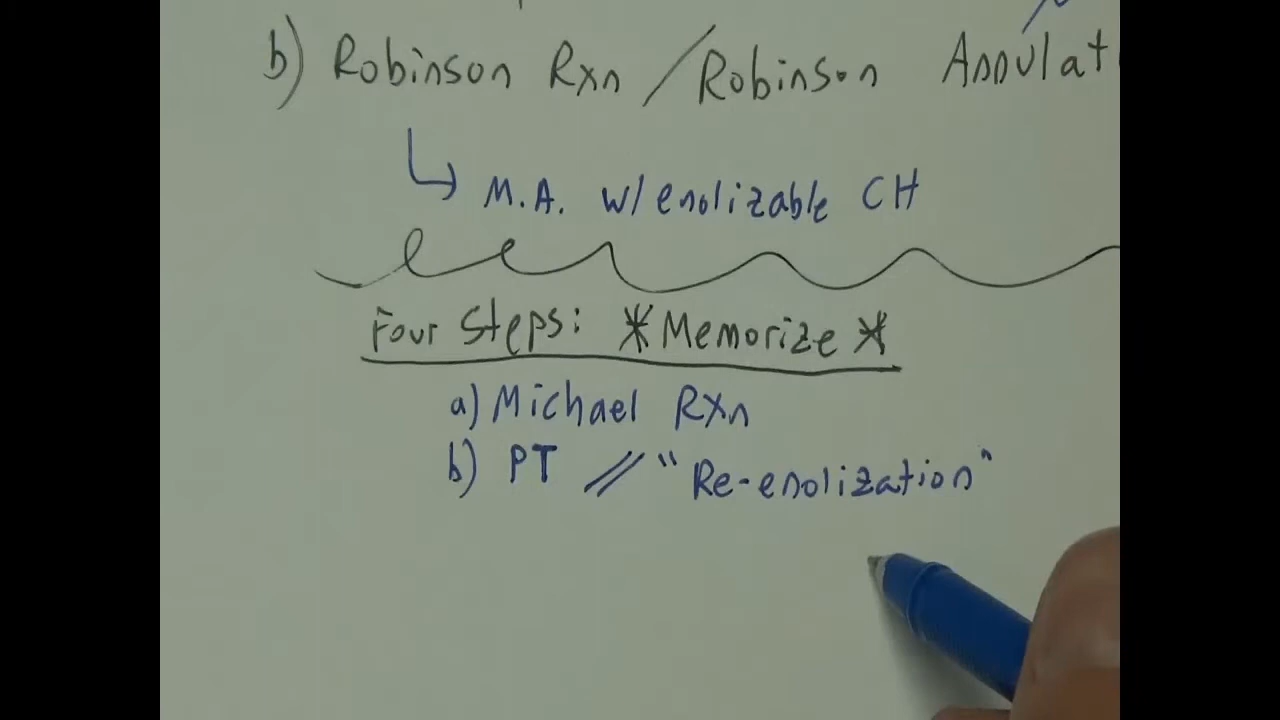 b) Robinson Rxn / Robinson Annulat
M.A. w/ enolizable CH
Four Steps: *Memorize*
a) Michael Rxn
b) PT // "Re-enolization"